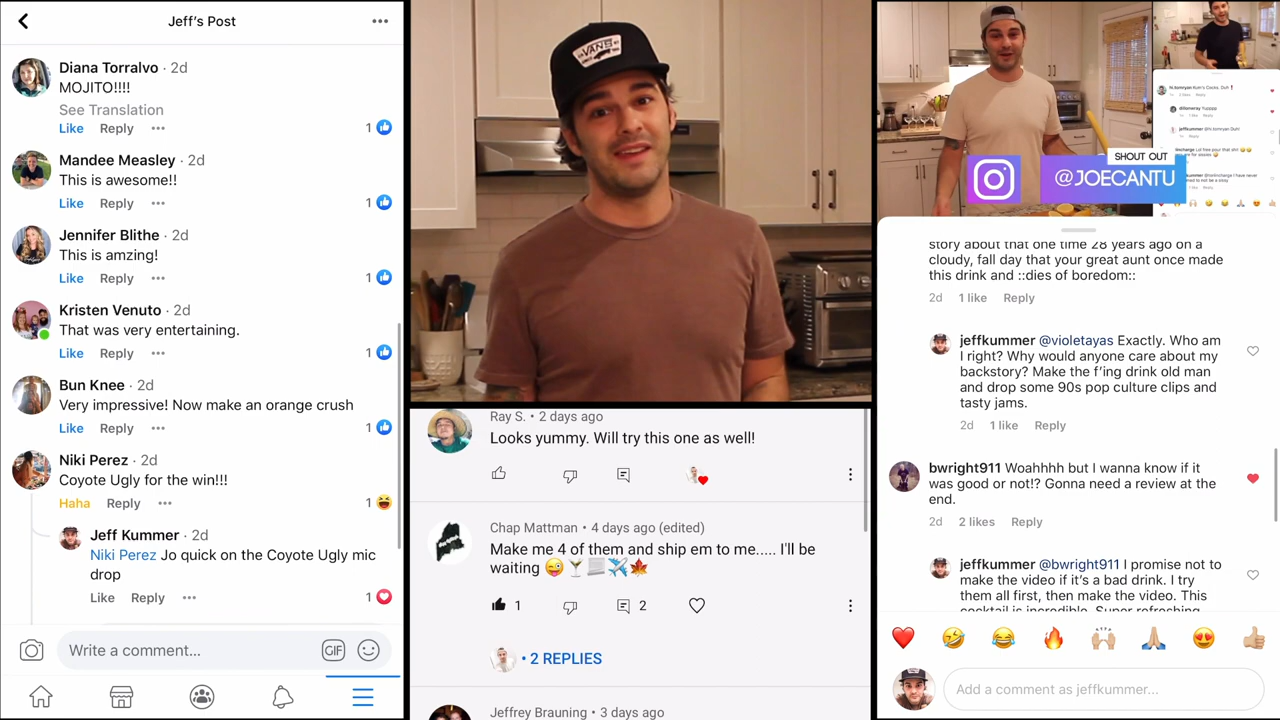 Jeff's Post
Diana Torralvo · 2d
MOJITO!!!!
See Translation
Like Reply
1
Mandee Measley · 2d
This is awesome!!
Like Reply
1
Jennifer Blithe · 2d
This is amzing!
Like Reply
1
Kristen Venuto · 2d
That was very entertaining.
Like Reply
1
Bun Knee · 2d
Very impressive! Now make an orange crush
Like Reply
1
Niki Perez · 2d
Coyote Ugly for the win!!!
Haha Reply
1
Jeff Kummer · 2d
Niki Perez Jo quick on the Coyote Ugly mic
drop
Like Reply
1
Write a comment...
GIF
VANS
Ray S. • 2 days ago
Looks yummy. Will try this one as well!
Chap Mattman • 4 days ago (edited)
Make me 4 of them and ship em to me..... I'll be
waiting
1
2
• 2 REPLIES
Jeffrey Brauning • 3 days ago
SHOUT OUT
@JOECANTU
story about that one time 28 years ago on a
cloudy, fall day that your great aunt once made
this drink and ::dies of boredom::
2d 1 like Reply
jeffkummer @violetayas Exactly. Who am
I right? Why would anyone care about my
backstory? Make the f'ing drink old man
and drop some 90s pop culture clips and
tasty jams.
2d 1 like Reply
bwright911 Woahhhh but I wanna know if it
was good or not!? Gonna need a review at the
end.
2d 2 likes Reply
jeffkummer @bwright911 I promise not to
make the video if it's a bad drink. I try
them all first, then make the video. This
cocktail is incredible. Super refreshing
Add a comment as jeffkummer...